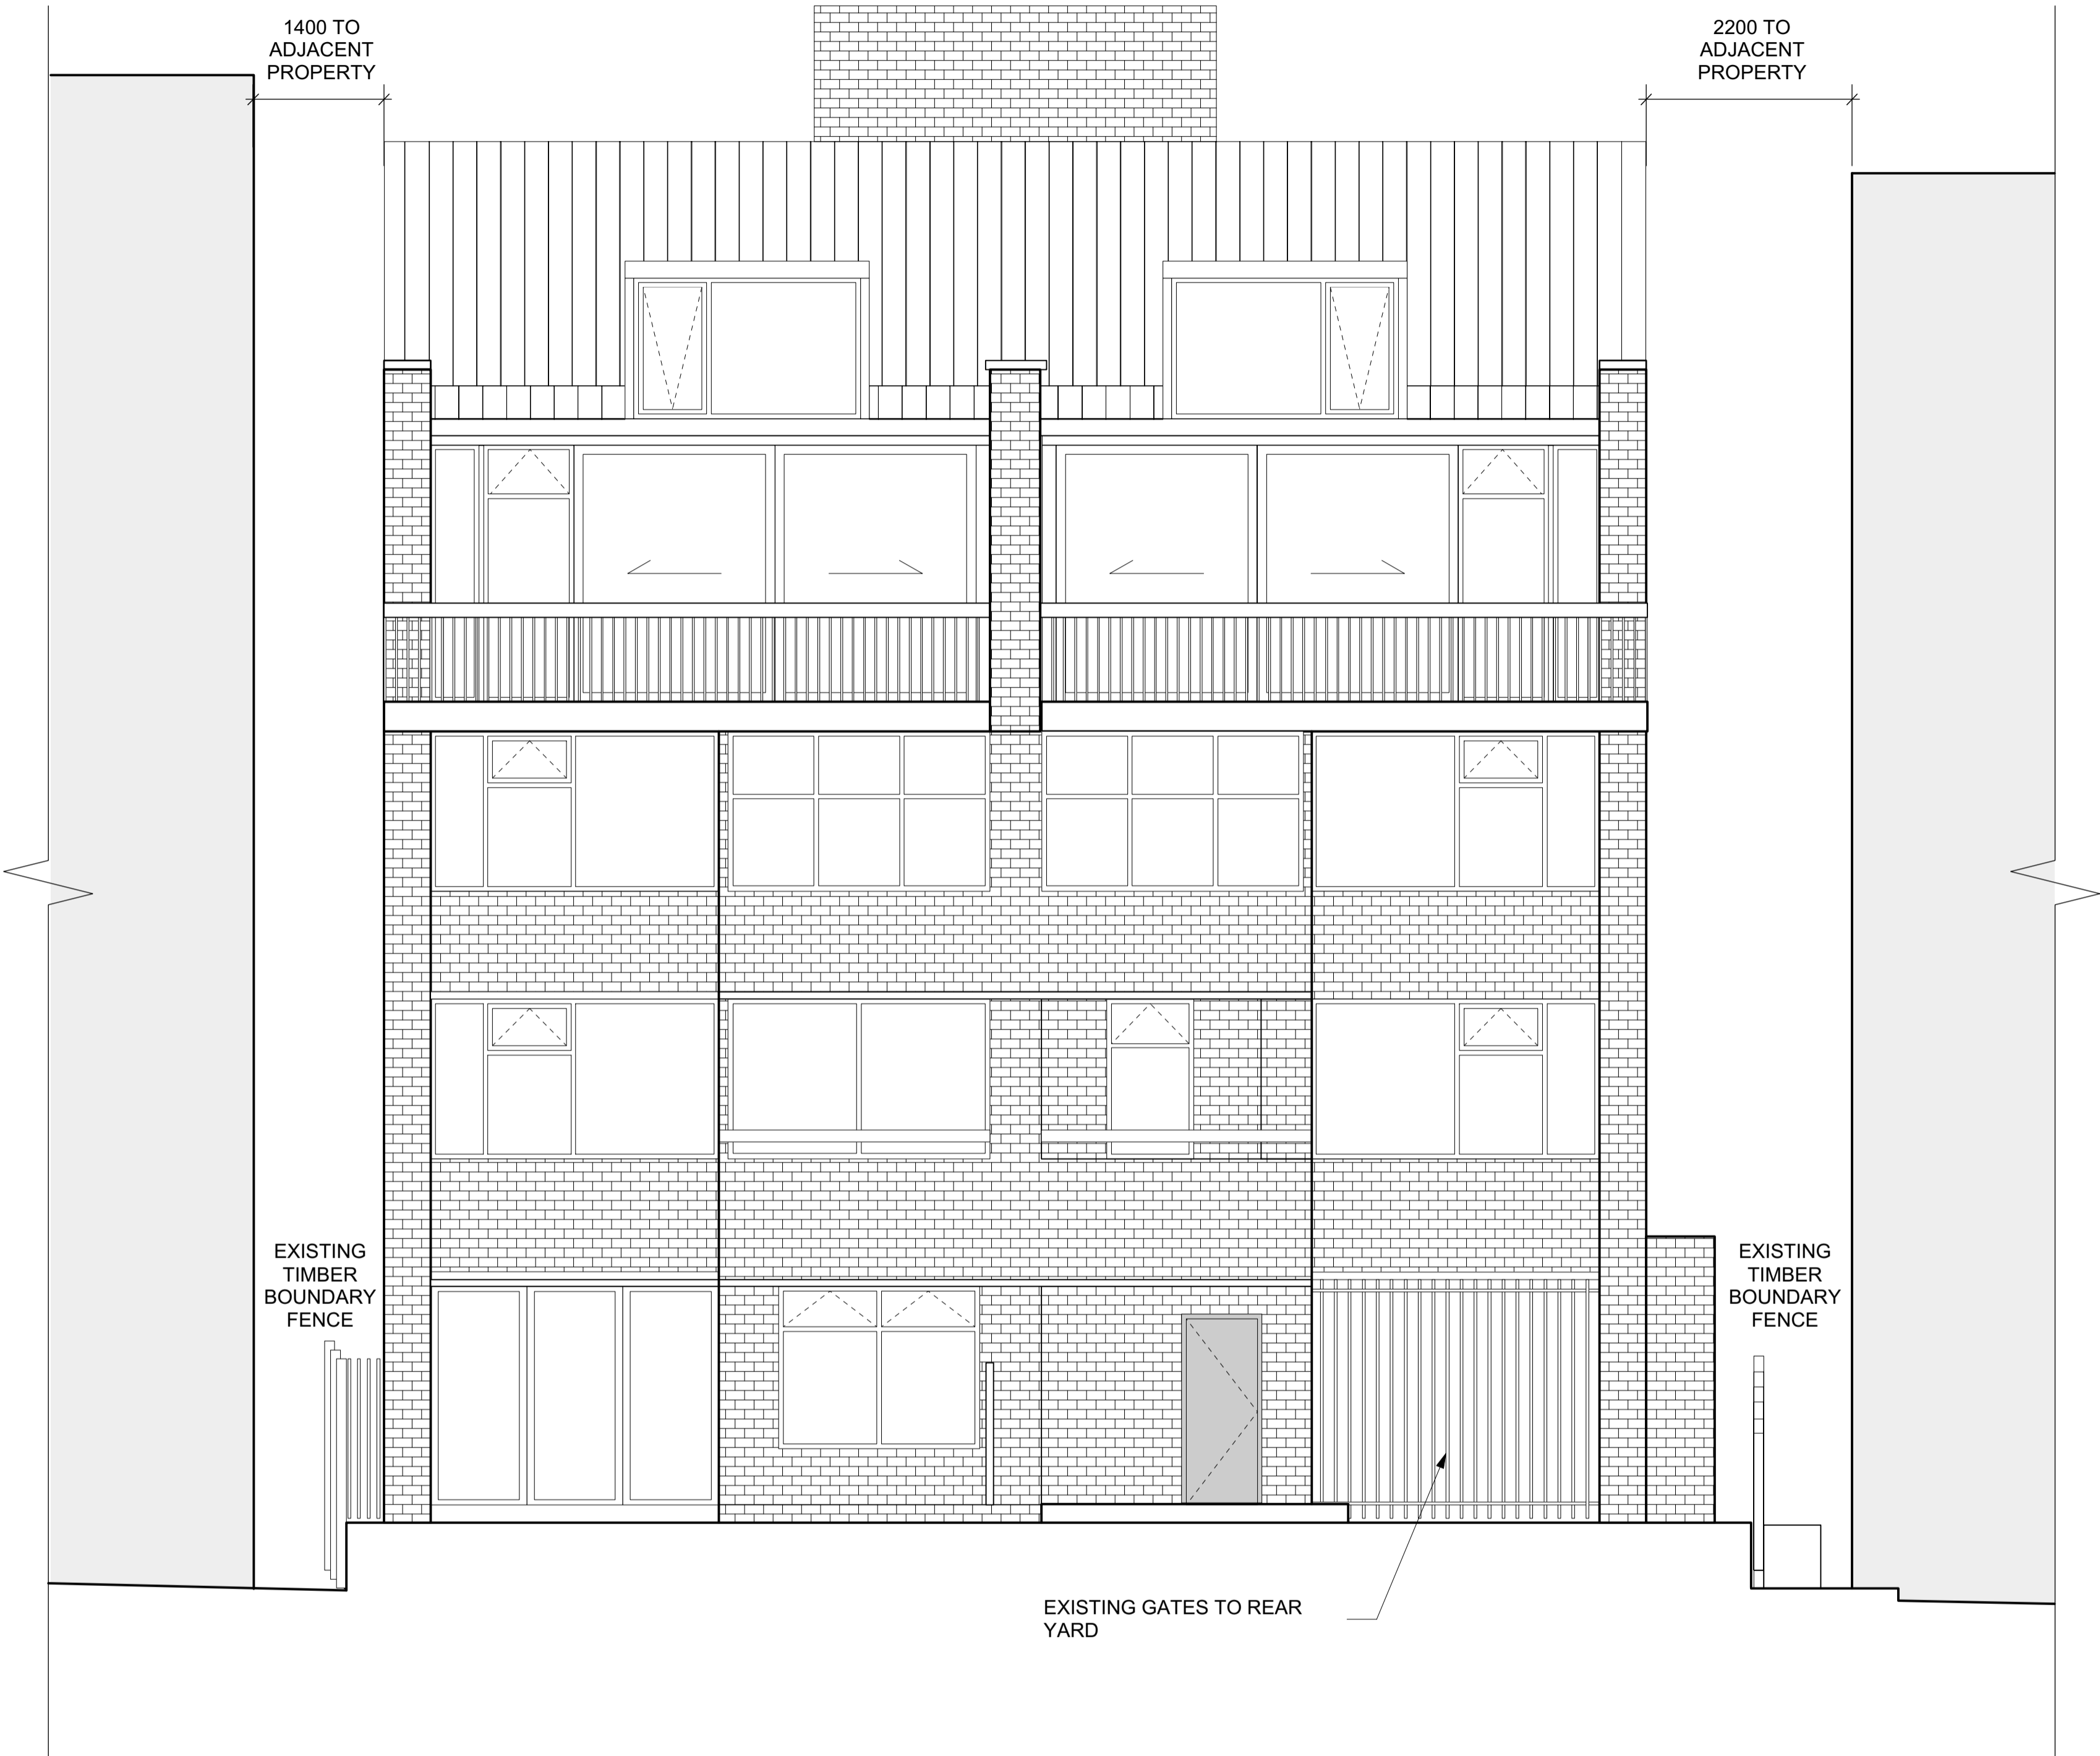 1400 TO
ADJACENT
PROPERTY
2200 TO
ADJACENT
PROPERTY
EXISTING
TIMBER
BOUNDARY
FENCE
EXISTING
TIMBER
BOUNDARY
FENCE
EXISTING GATES TO REAR
YARD